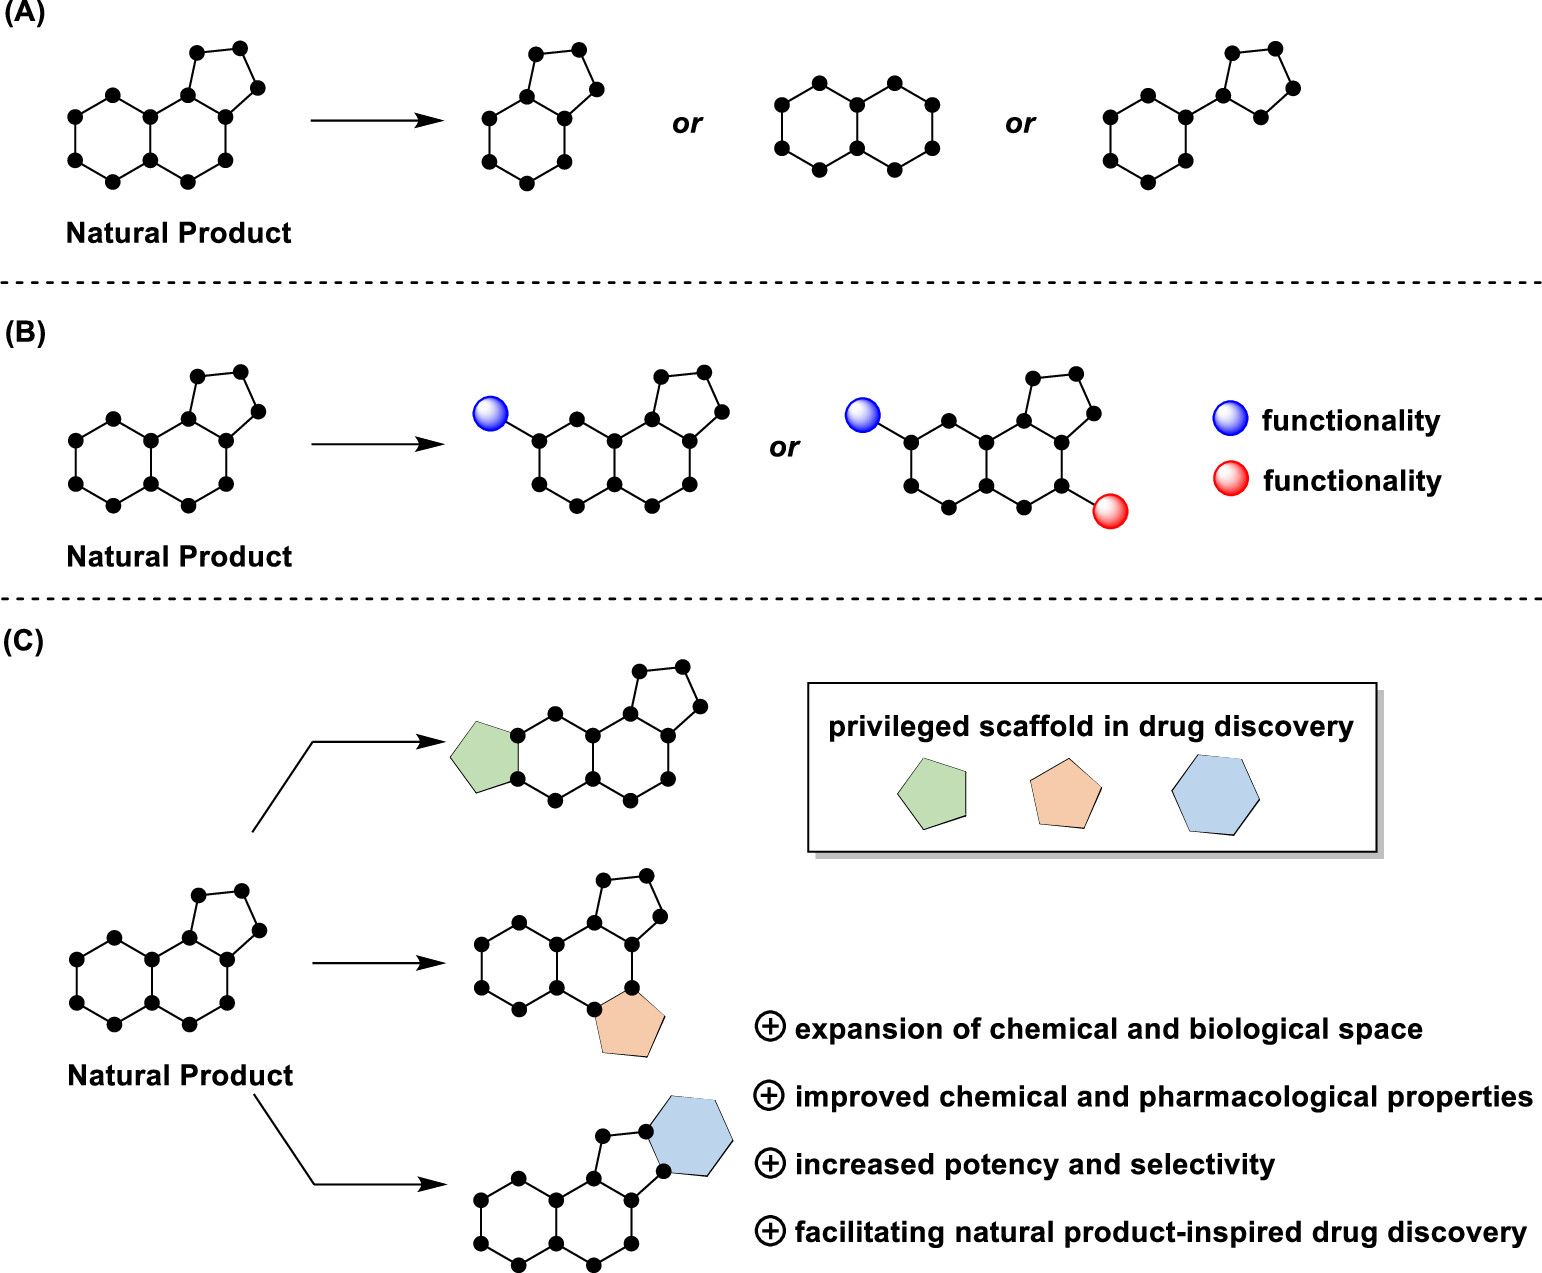 (A)
or
or
Natural Product
(B)
or
functionality
functionality
Natural Product
(C)
privileged scaffold in drug discovery
Natural Product
⊕ expansion of chemical and biological space
⊕ improved chemical and pharmacological properties
⊕ increased potency and selectivity
⊕ facilitating natural product-inspired drug discovery